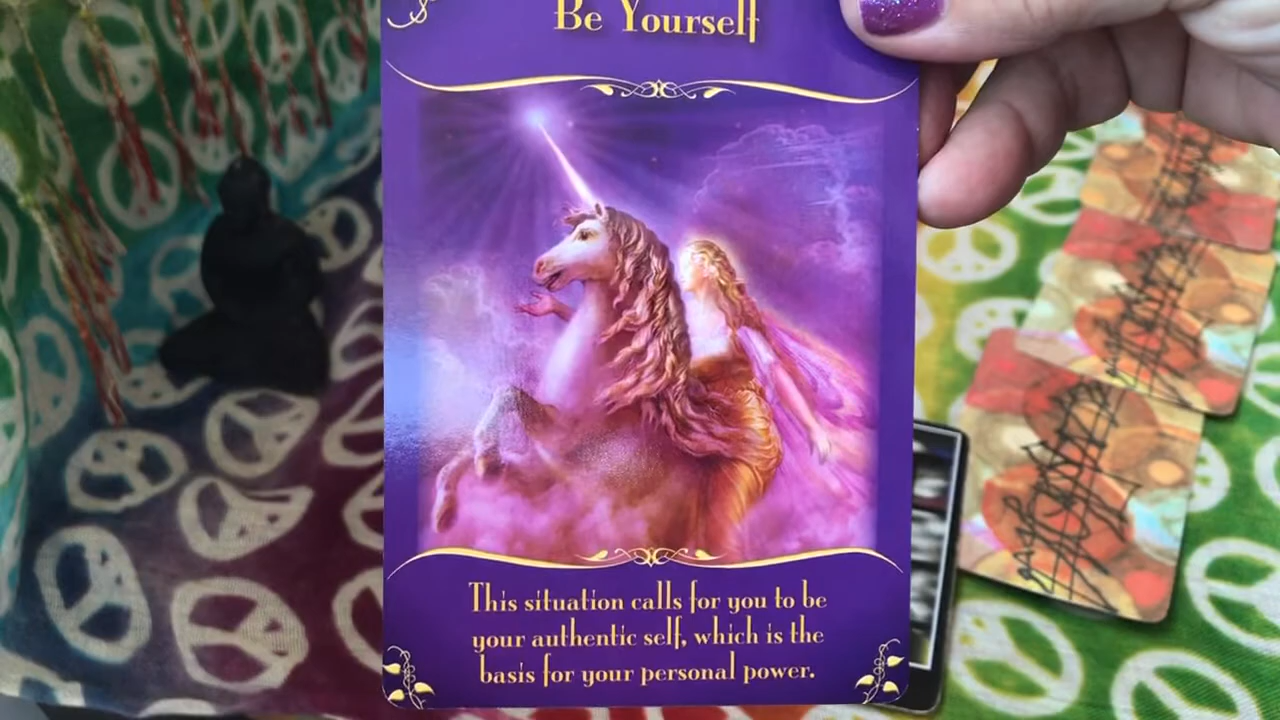 Be Yourself
This situation calls for you to be
your authentic self, which is the
basis for your personal power.